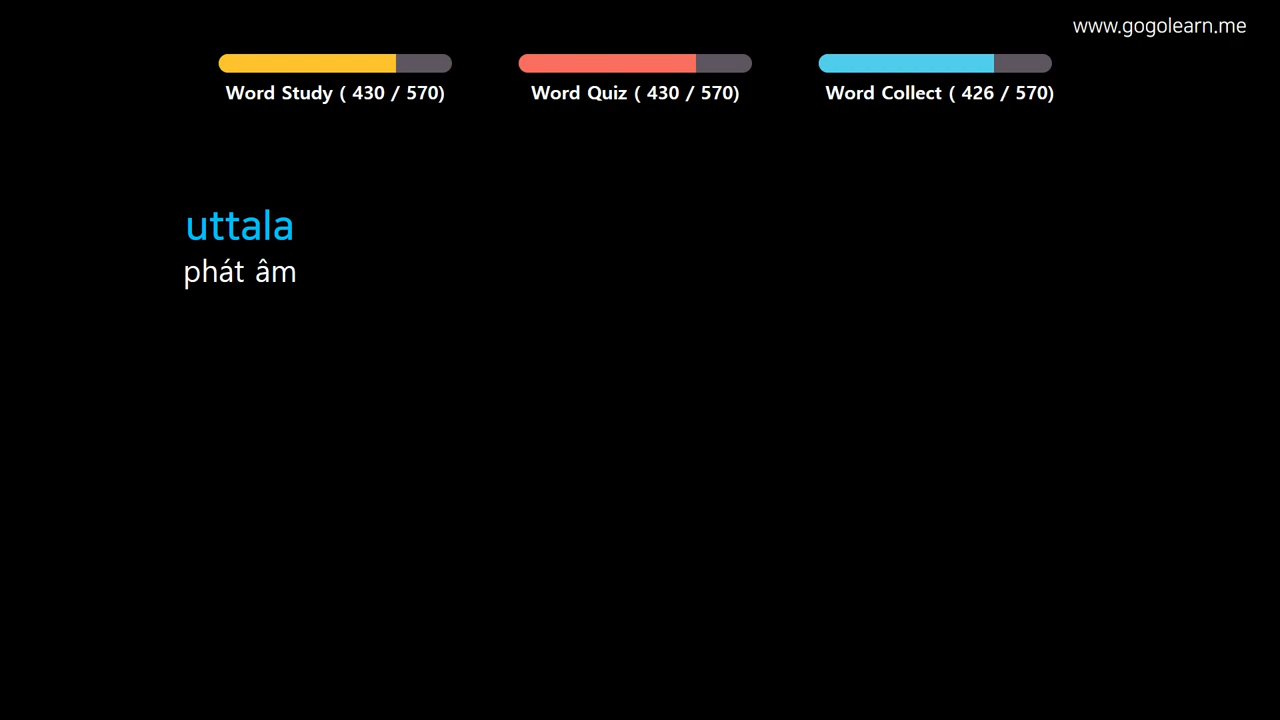 www.gogolearn.me
Word Study ( 430 / 570)
Word Quiz ( 430 / 570)
Word Collect ( 426 / 570)
uttala
phát âm